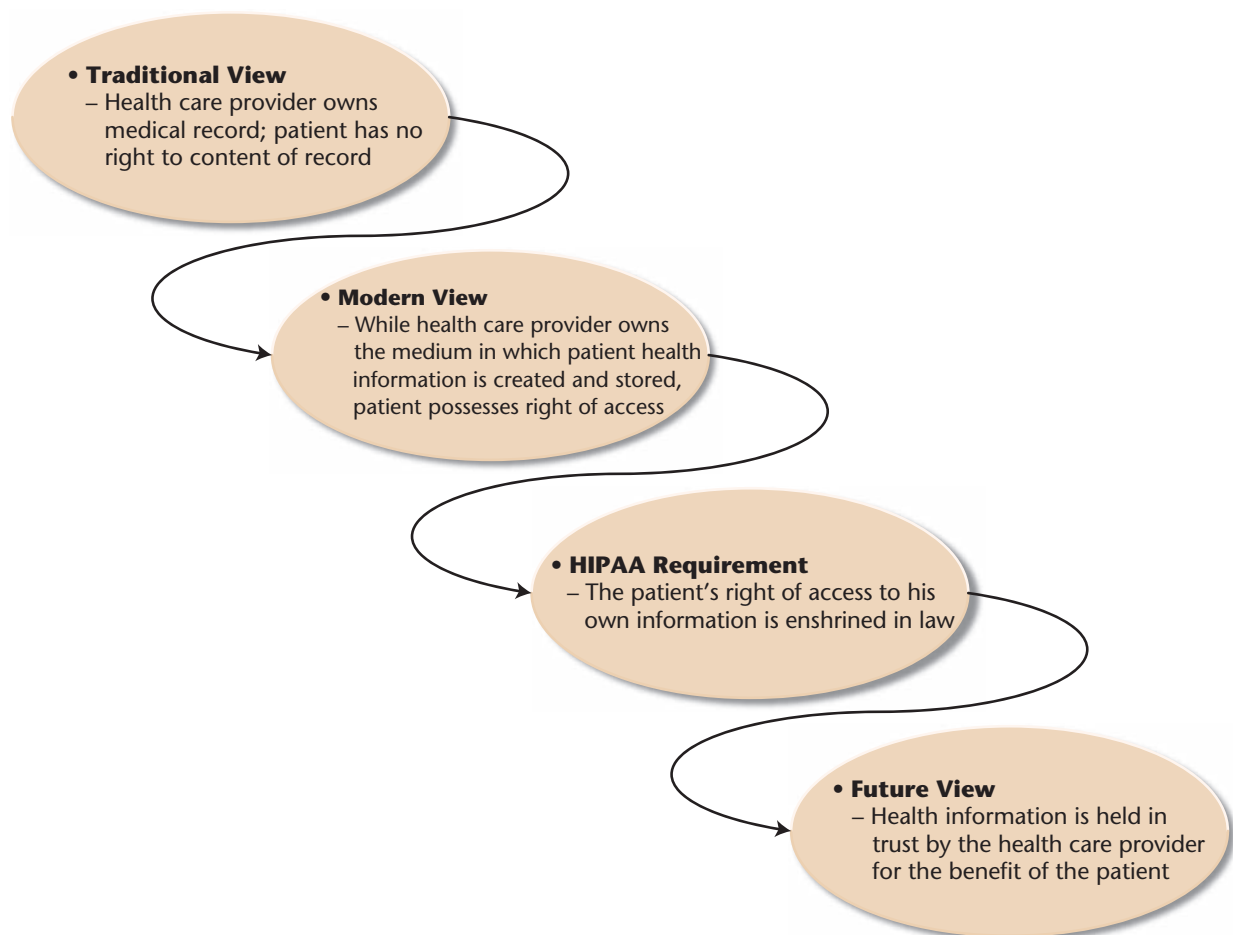 • Traditional View
– Health care provider owns
medical record; patient has no
right to content of record
• Modern View
– While health care provider owns
the medium in which patient health
information is created and stored,
patient possesses right of access
• HIPAA Requirement
– The patient’s right of access to his
own information is enshrined in law
• Future View
– Health information is held in
trust by the health care provider
for the benefit of the patient